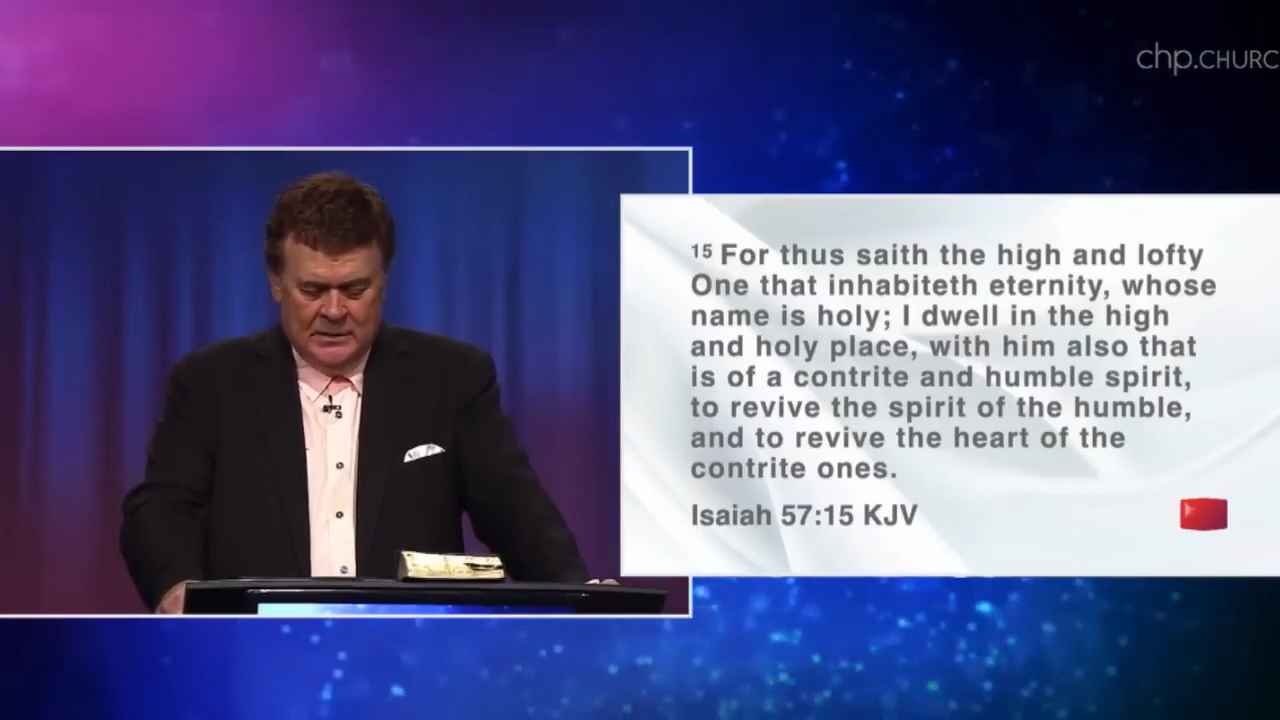 chp.CHURC
15 For thus saith the high and lofty
One that inhabiteth eternity, whose
name is holy; I dwell in the high
and holy place, with him also that
is of a contrite and humble spirit,
to revive the spirit of the humble,
and to revive the heart of the
contrite ones.
Isaiah 57:15 KJV